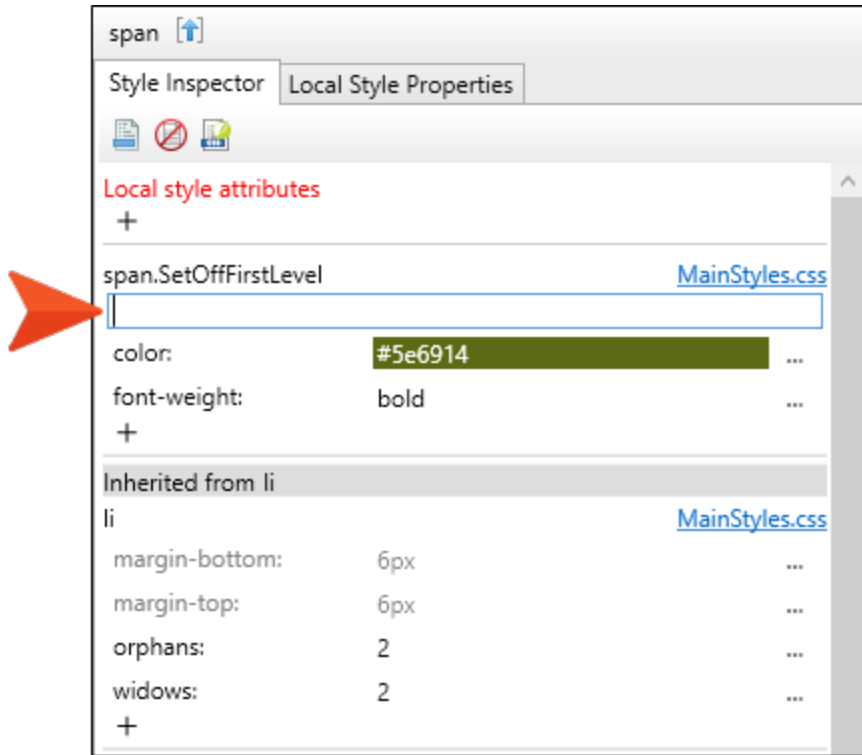 span
Style Inspector Local Style Properties
Local style attributes
+
span.SetOffFirstLevel MainStyles.css
color: #5e6914 ...
font-weight: bold ...
+
Inherited from li
li MainStyles.css
margin-bottom: 6px ...
margin-top: 6px ...
orphans: 2 ...
widows: 2 ...
+